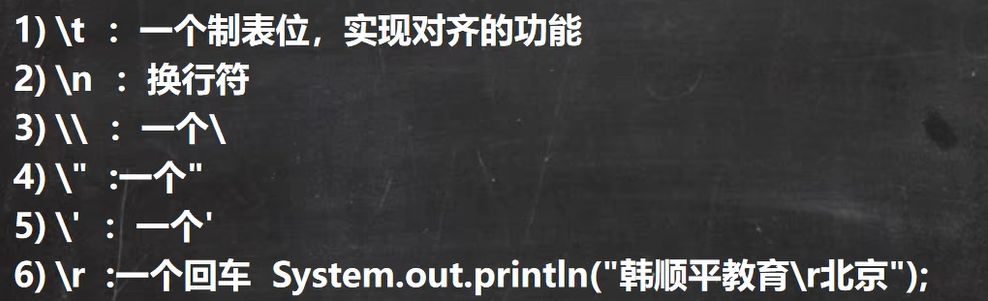 1) \t ：一个制表位，实现对齐的功能
2) \n ：换行符
3) \\ ：一个\
4) \" :一个"
5) \' ：一个'
6) \r :一个回车 System.out.println("韩顺平教育\r北京");